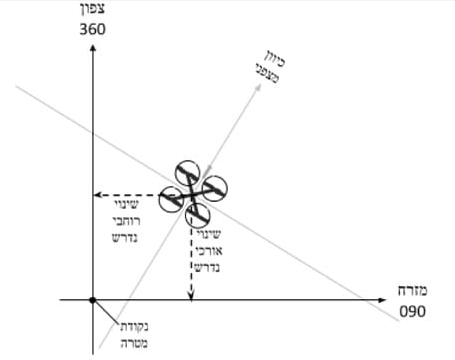 צפון
360
כיוון
מצפני
שינוי
רוחבי
נדרש
שינוי
אורכי
נדרש
מזרח
090
נקודת
מטרה